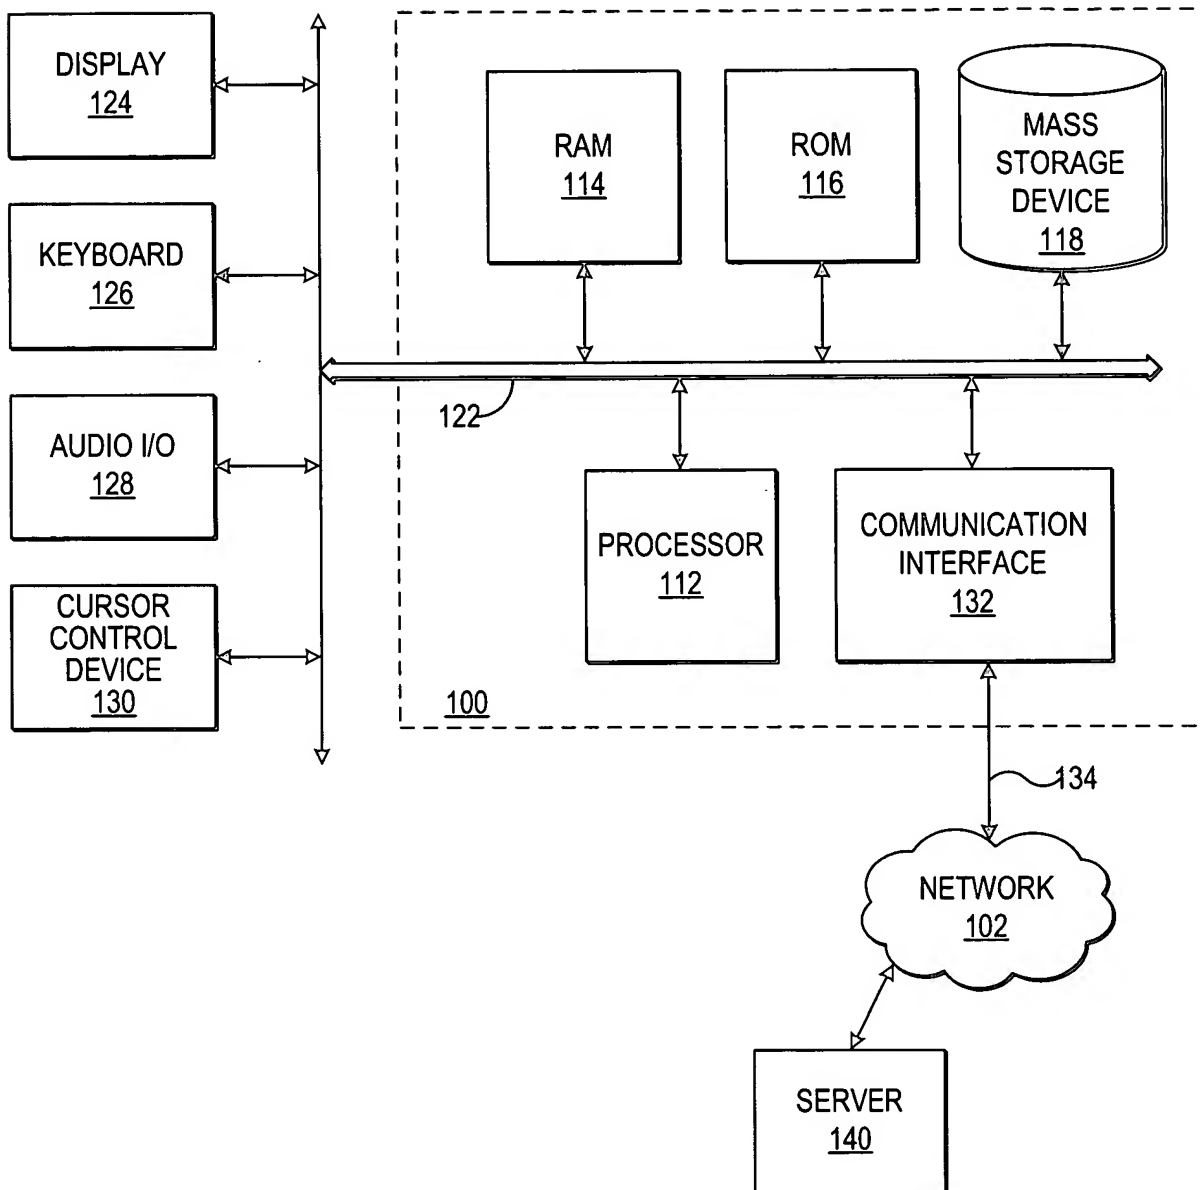 DISPLAY
124
KEYBOARD
126
AUDIO I/O
128
CURSOR
CONTROL
DEVICE
130
RAM
114
ROM
116
MASS
STORAGE
DEVICE
118
122
PROCESSOR
112
COMMUNICATION
INTERFACE
132
100
134
NETWORK
102
SERVER
140